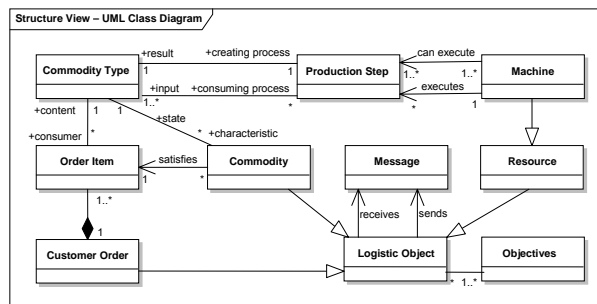 Structure View – UML Class Diagram
+result +creating process can execute
Commodity Type Production Step Machine
1 1 1..* 1..*
+input +consuming process executes
1..* * * 1
+content 1 1
+state
+consumer * * +characteristic
Order Item satisfies Commodity Message Resource
1 *
1..* receives sends
1
Customer Order Logistic Object Objectives
* 1..*